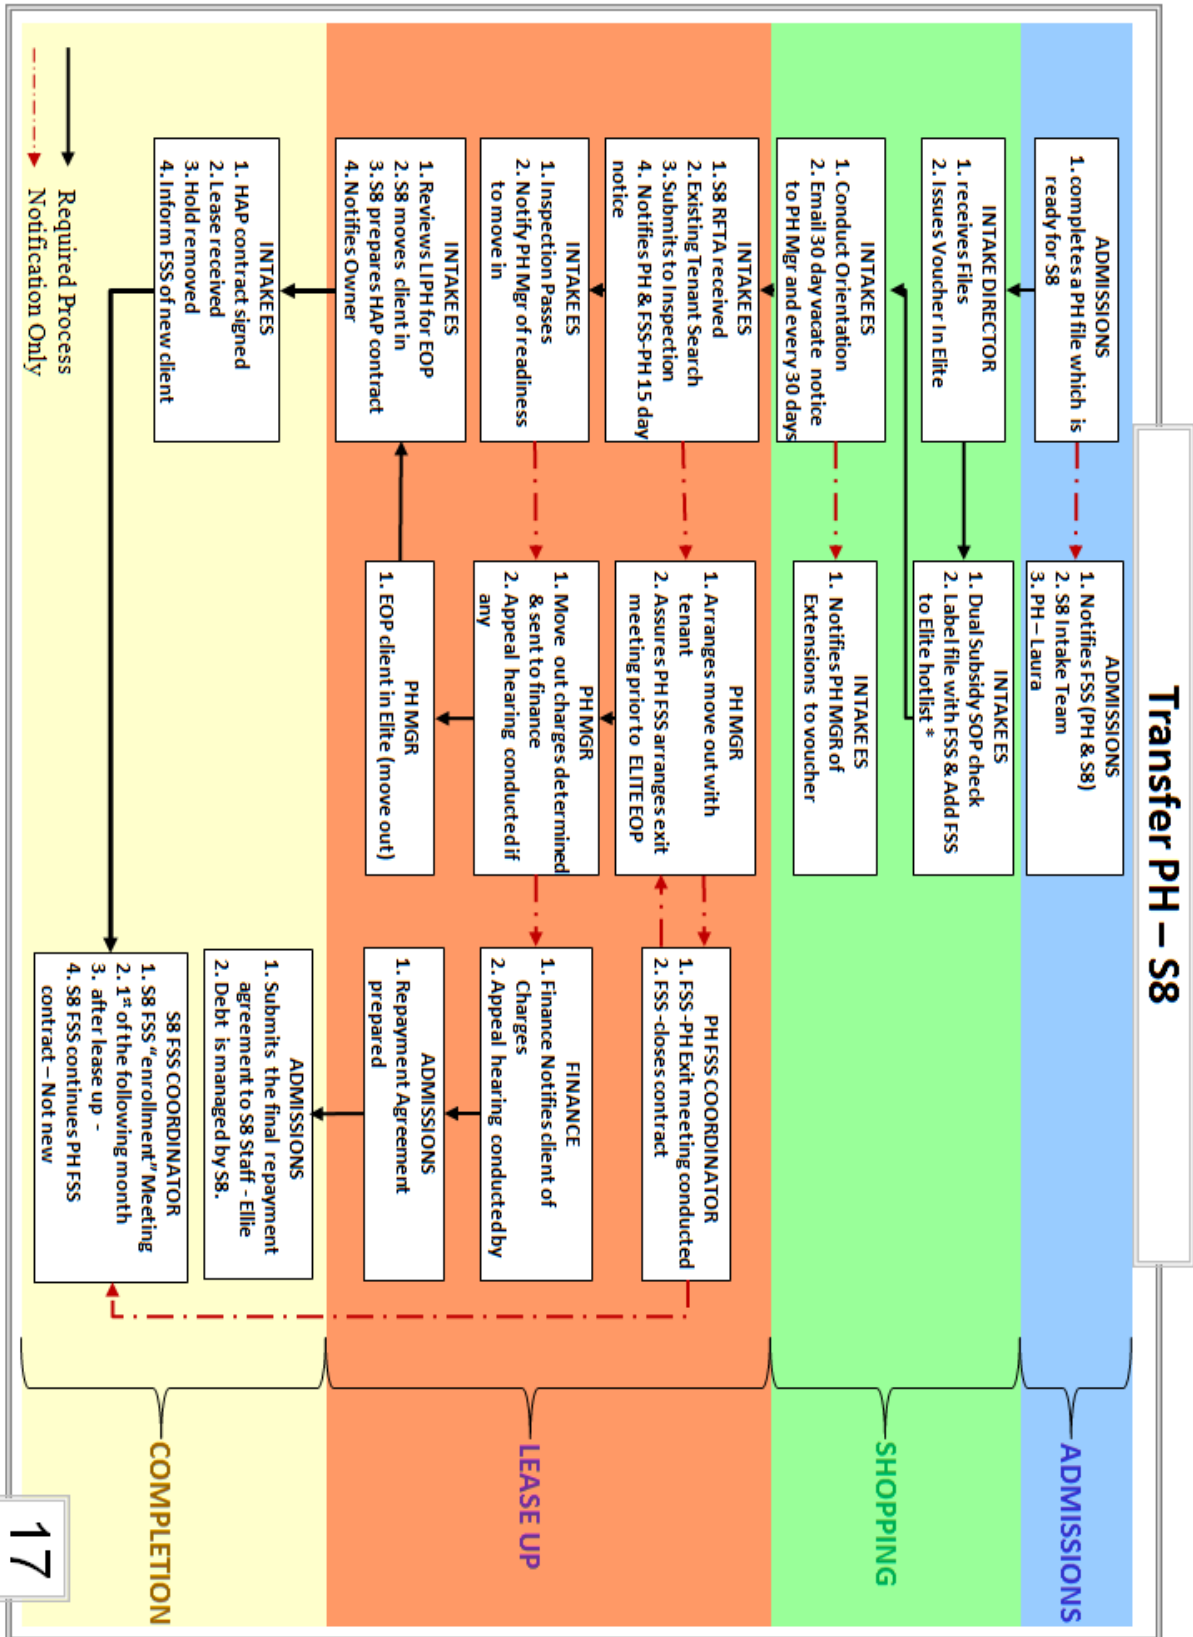 Transfer PH – S8
ADMISSIONS
1. completes a PH file which is
ready for S8
ADMISSIONS
1. Notifies FSS (PH & S8)
2. S8 Intake Team
3. PH – Laura
ADMISSIONS
INTAKE DIRECTOR
1. receives Files
2. Issues Voucher In Elite
INTAKE ES
1. Dual Subsidy SOP check
2. Label file with FSS & Add FSS
to Elite hotlist *
SHOPPING
INTAKE ES
1. Conduct Orientation
2. Email 30 day vacate notice
to PH Mgr and every 30 days
INTAKE ES
1. Notifies PH MGR of
Extensions to voucher
INTAKE ES
1. S8 RFTA received
2. Existing Tenant Search
3. Submits to Inspection
4. Notifies PH & FSS-PH 15 day
notice
PH MGR
1. Arranges move out with
tenant
2. Assures PH FSS arranges exit
meeting prior to ELITE EOP
PH FSS COORDINATOR
1. FSS -PH Exit meeting conducted
2. FSS -closes contract
LEASE UP
INTAKE ES
1. Inspection Passes
2. Notify PH Mgr of readiness
to move in
PH MGR
1. Move out charges determined
& sent to finance
2. Appeal hearing conducted if
any
FINANCE
1. Finance Notifies client of
Charges
2. Appeal hearing conducted by
INTAKE ES
1. Reviews LIPH for EOP
2. S8 moves client in
3. S8 prepares HAP contract
4. Notifies Owner
PH MGR
1. EOP client in Elite (move out)
ADMISSIONS
1. Repayment Agreement
prepared
INTAKE ES
1. HAP contract signed
2. Lease received
3. Hold removed
4. Inform FSS of new client
ADMISSIONS
1. Submits the final repayment
agreement to S8 Staff - Ellie
2. Debt is managed by S8.
COMPLETION
S8 FSS COORDINATOR
1. S8 FSS “enrollment” Meeting
2. 1st of the following month
3. after lease up -
4. S8 FSS continues PH FSS
contract – Not new
Required Process
Notification Only
17